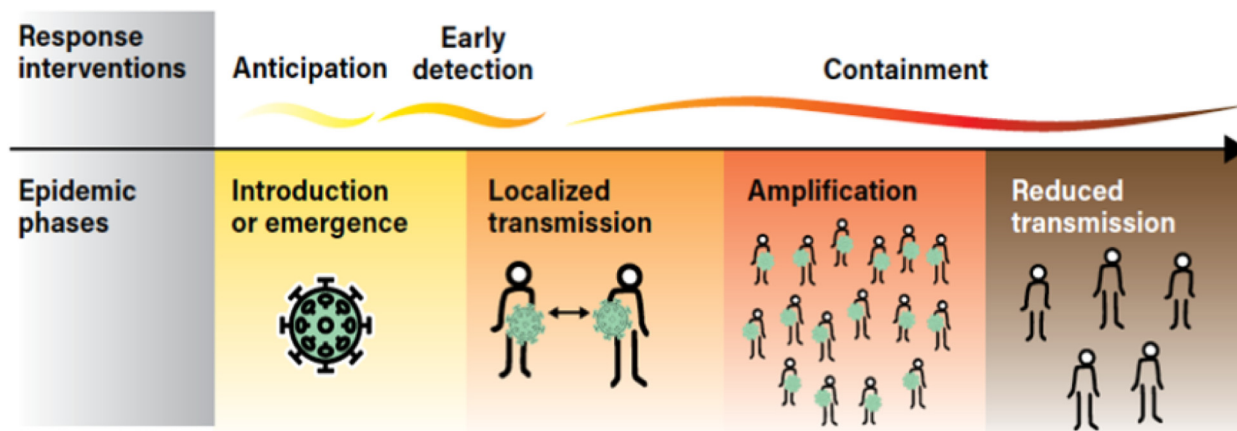 Response
interventions
Anticipation
Early
detection
Containment
Epidemic
phases
Introduction
or emergence
Localized
transmission
Amplification
Reduced
transmission